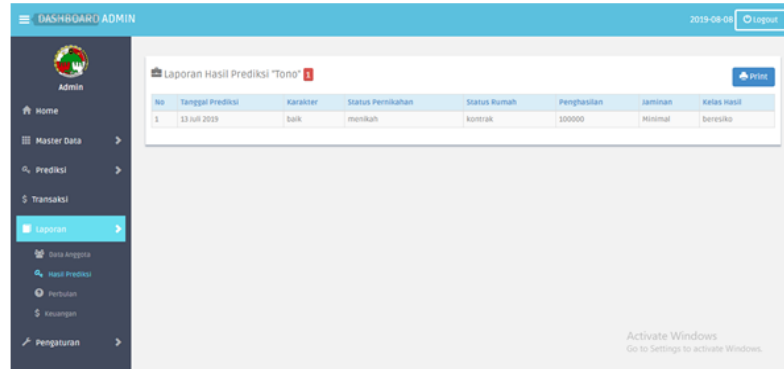 DASHBOARD ADMIN
2019-08-08 Logout
Admin
Home
Master Data
Prediksi
$ Transaksi
Laporan
Data Anggota
Hasil Prediksi
Perbulan
$ Keuangan
Pengaturan
Laporan Hasil Prediksi "Tono" 1
Print
No Tanggal Prediksi Karakter Status Pernikahan Status Rumah Penghasilan Jaminan Kelas Hasil
1 13 Juli 2019 baik menikah kontrak 100000 Minimal beresiko
Activate Windows
Go to Settings to activate Windows.